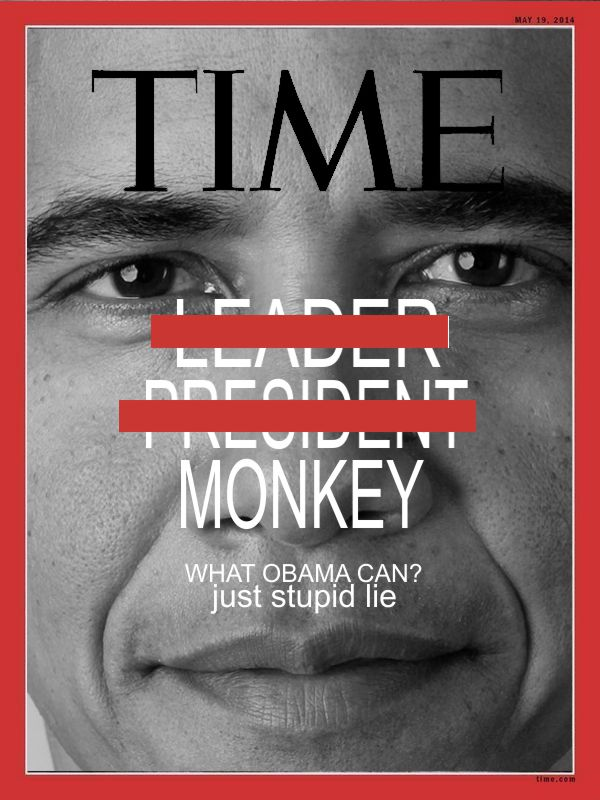 MAY 19, 2014
TIME
LEADER
PRESIDENT
MONKEY
WHAT OBAMA CAN?
just stupid lie
time.com